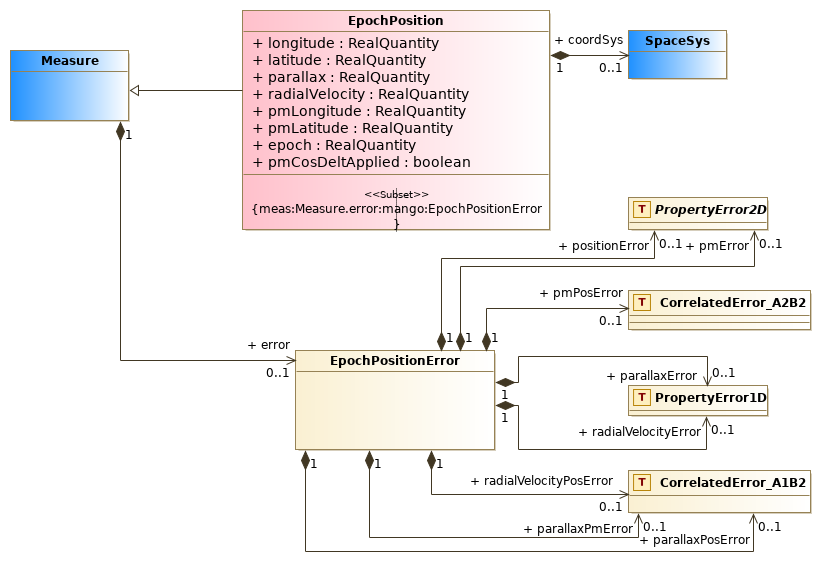 EpochPosition
+ longitude : RealQuantity
+ latitude : RealQuantity
+ parallax : RealQuantity
+ radialVelocity : RealQuantity
+ pmLongitude : RealQuantity
+ pmLatitude : RealQuantity
+ epoch : RealQuantity
+ pmCosDeltApplied : boolean
<<Subset>>
{meas:Measure.error:mango:EpochPositionError
}
Measure
1
+ coordSys
1
0..1
SpaceSys
T PropertyError2D
+ positionError
0..1
+ pmError
0..1
+ pmPosError
0..1
T CorrelatedError_A2B2
+ error
0..1
1
1
1
EpochPositionError
1
1
+ parallaxError
0..1
T PropertyError1D
+ radialVelocityError
0..1
1
1
1
+ radialVelocityPosError
0..1
T CorrelatedError_A1B2
+ parallaxPmError
0..1
+ parallaxPosError
0..1